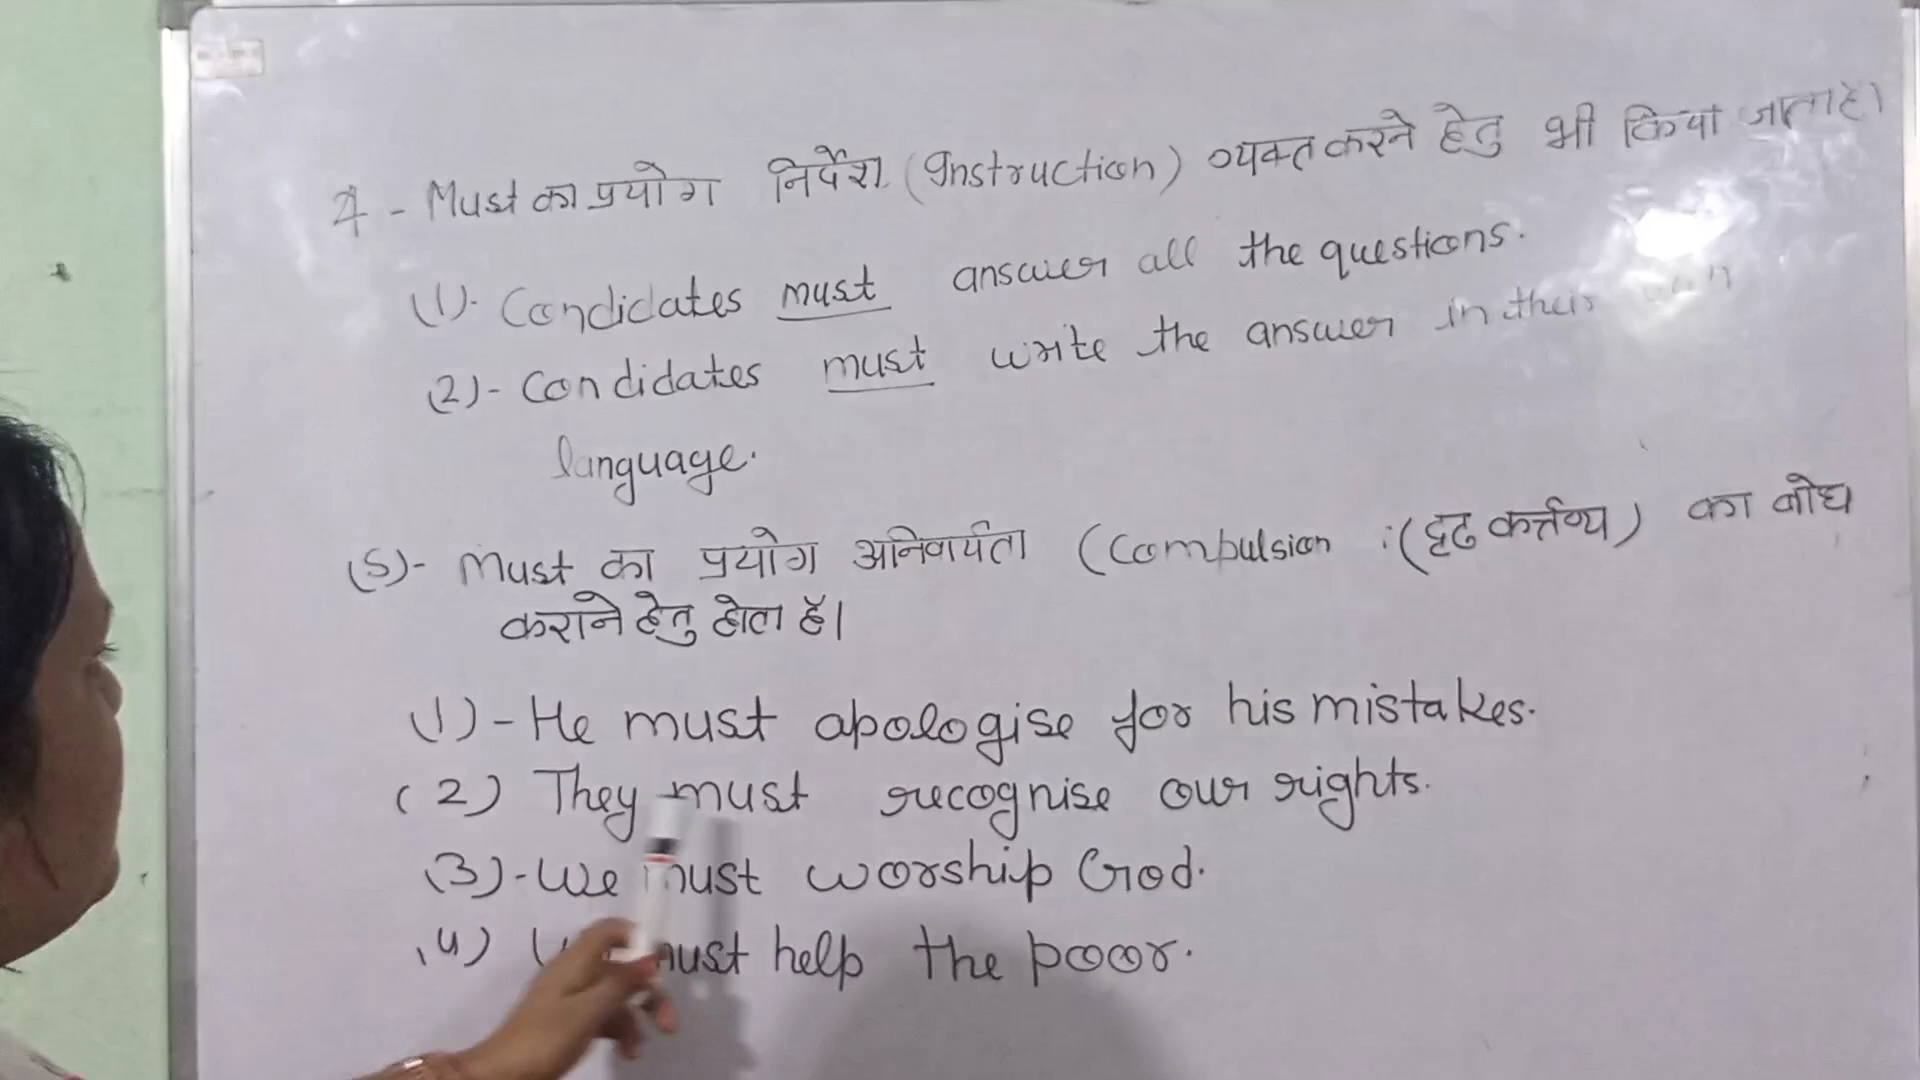 4 - Must का प्रयोग निर्देश (Instruction) व्यक्त करने हेतु भी किया जाता है।
(1). Candidates must answer all the questions.
(2) - Candidates must write the answer in their own
language.
(5) - Must का प्रयोग अनिवार्यता (Compulsion :(दृढ कर्त्तव्य) का बोध
कराने हेतु होता है।
(1) - He must apologise for his mistakes.
(2) They must recognise our rights.
(3) - We must worship God.
(4) must help the poor.